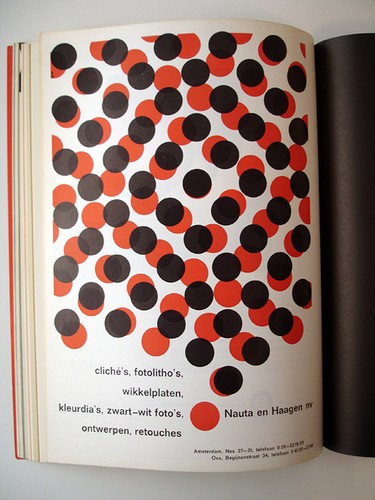 cliché's, fotolitho's,
wikkelplaten,
kleurdia's, zwart-wit foto's,
ontwerpen, retouches
Nauta en Haagen nv
Amsterdam, Nes 27-31, telefoon
Oss, Begijnenstraat 34, telefoon